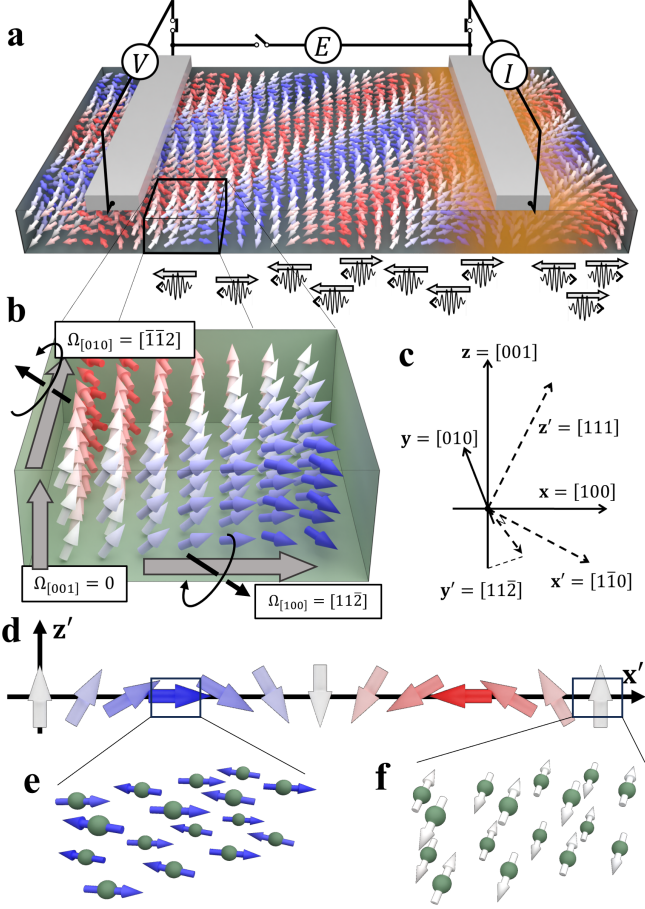 a
V
E
I
b
Ω[010] = [1̅1̅2]
Ω[001] = 0
Ω[100] = [112̅]
c
z = [001]
z′ = [111]
y = [010]
x = [100]
y′ = [112̅]
x′ = [11̅0]
d
z′
x′
e
f